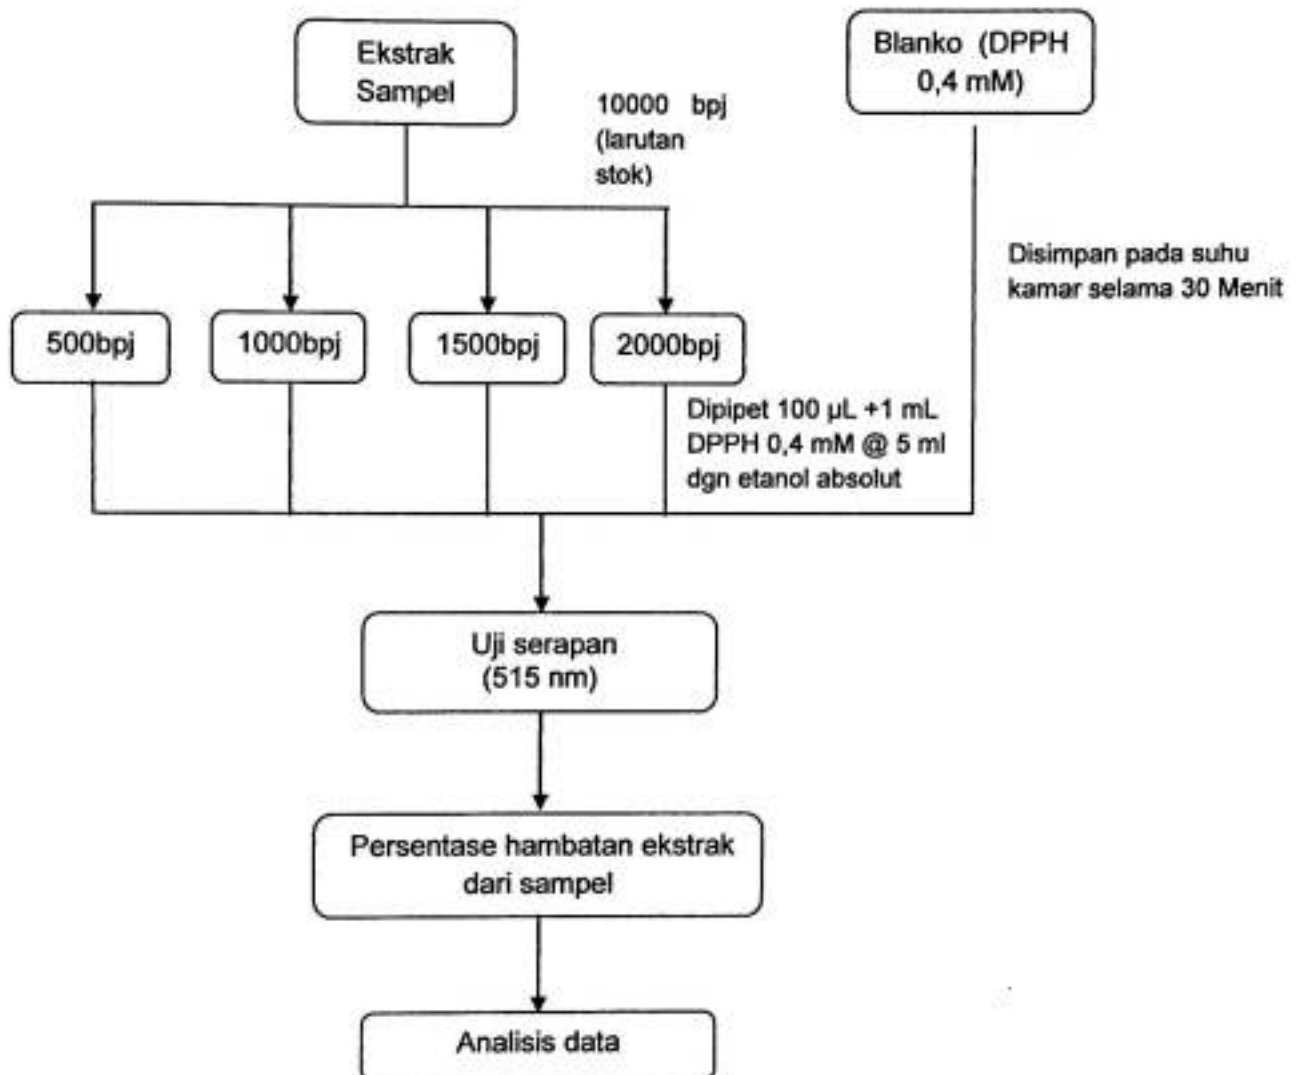 Ekstrak
Sampel
Blanko (DPPH
0,4 mM)
10000 bpj
(larutan
stok)
Disimpan pada suhu
kamar selama 30 Menit
500bpj
1000bpj
1500bpj
2000bpj
Dipipet 100 µL +1 mL
DPPH 0,4 mM @ 5 ml
dgn etanol absolut
Uji serapan
(515 nm)
Persentase hambatan ekstrak
dari sampel
Analisis data